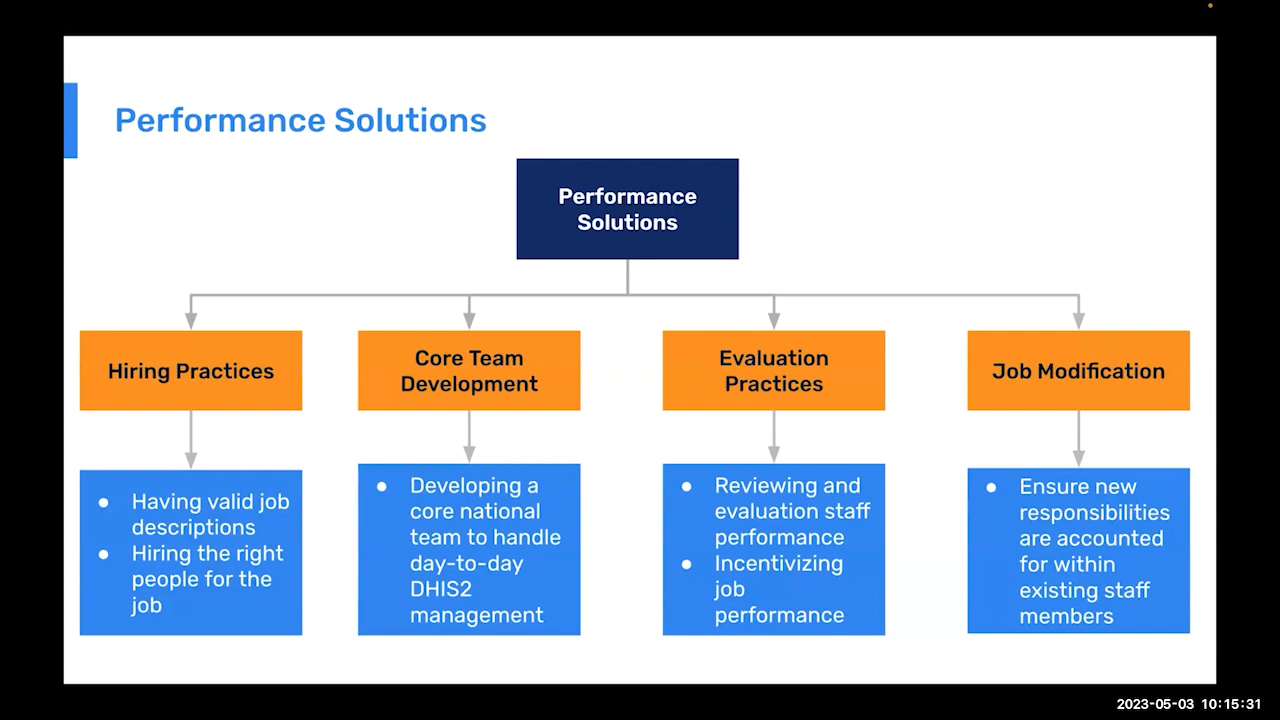 Performance Solutions
Performance
Solutions
Hiring Practices
Core Team
Development
Evaluation
Practices
Job Modification
● Having valid job
descriptions
● Hiring the right
people for the
job
● Developing a
core national
team to handle
day-to-day
DHIS2
management
● Reviewing and
evaluation staff
performance
● Incentivizing
job
performance
● Ensure new
responsibilities
are accounted
for within
existing staff
members
2023-05-03 10:15:31